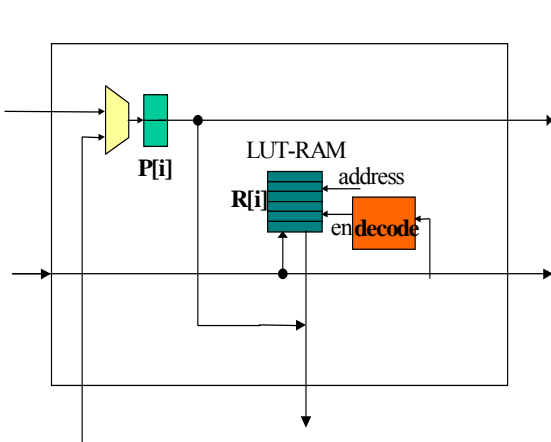 P[i]
LUT-RAM
address
R[i]
en
decode